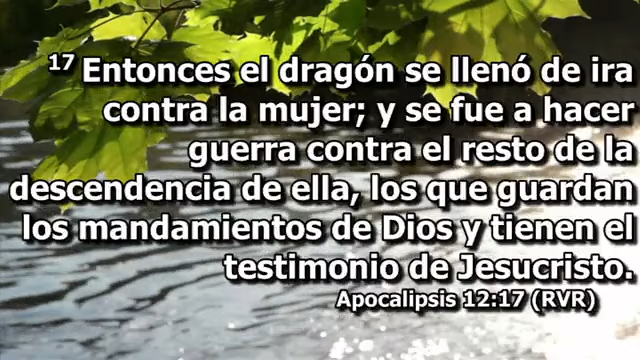 17 Entonces el dragón se llenó de ira
contra la mujer; y se fue a hacer
guerra contra el resto de la
descendencia de ella, los que guardan
los mandamientos de Dios y tienen el
testimonio de Jesucristo.
Apocalipsis 12:17 (RVR)